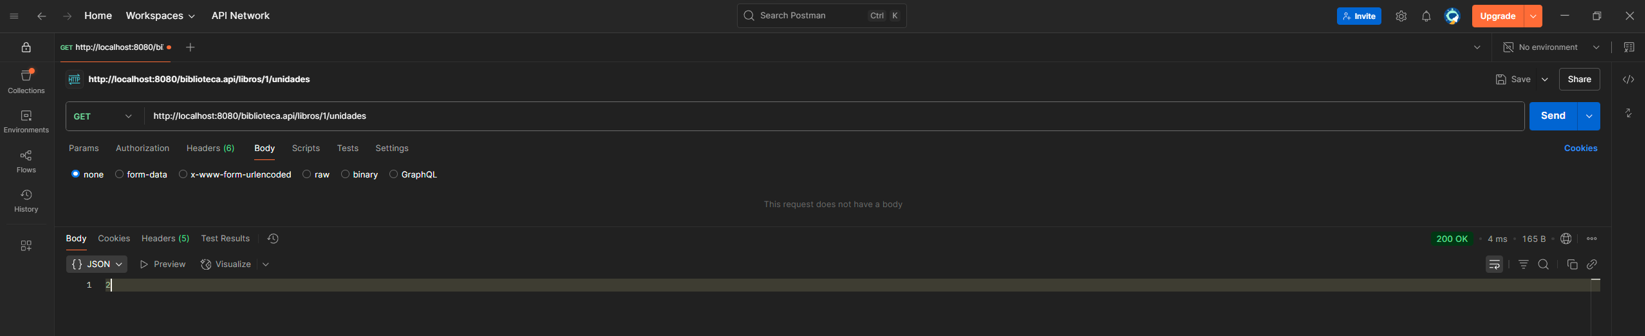 Home Workspaces API Network Search Postman Ctrl K Invite Upgrade
GET http://localhost:8080/bi No environment
Collections
http://localhost:8080/biblioteca.api/libros/1/unidades Save Share
Environments
GET http://localhost:8080/biblioteca.api/libros/1/unidades Send
Flows
Params Authorization Headers (6) Body Scripts Tests Settings Cookies
History
none form-data x-www-form-urlencoded raw binary GraphQL
This request does not have a body
Body Cookies Headers (5) Test Results 200 OK • 4 ms • 165 B
{} JSON Preview Visualize
1 2